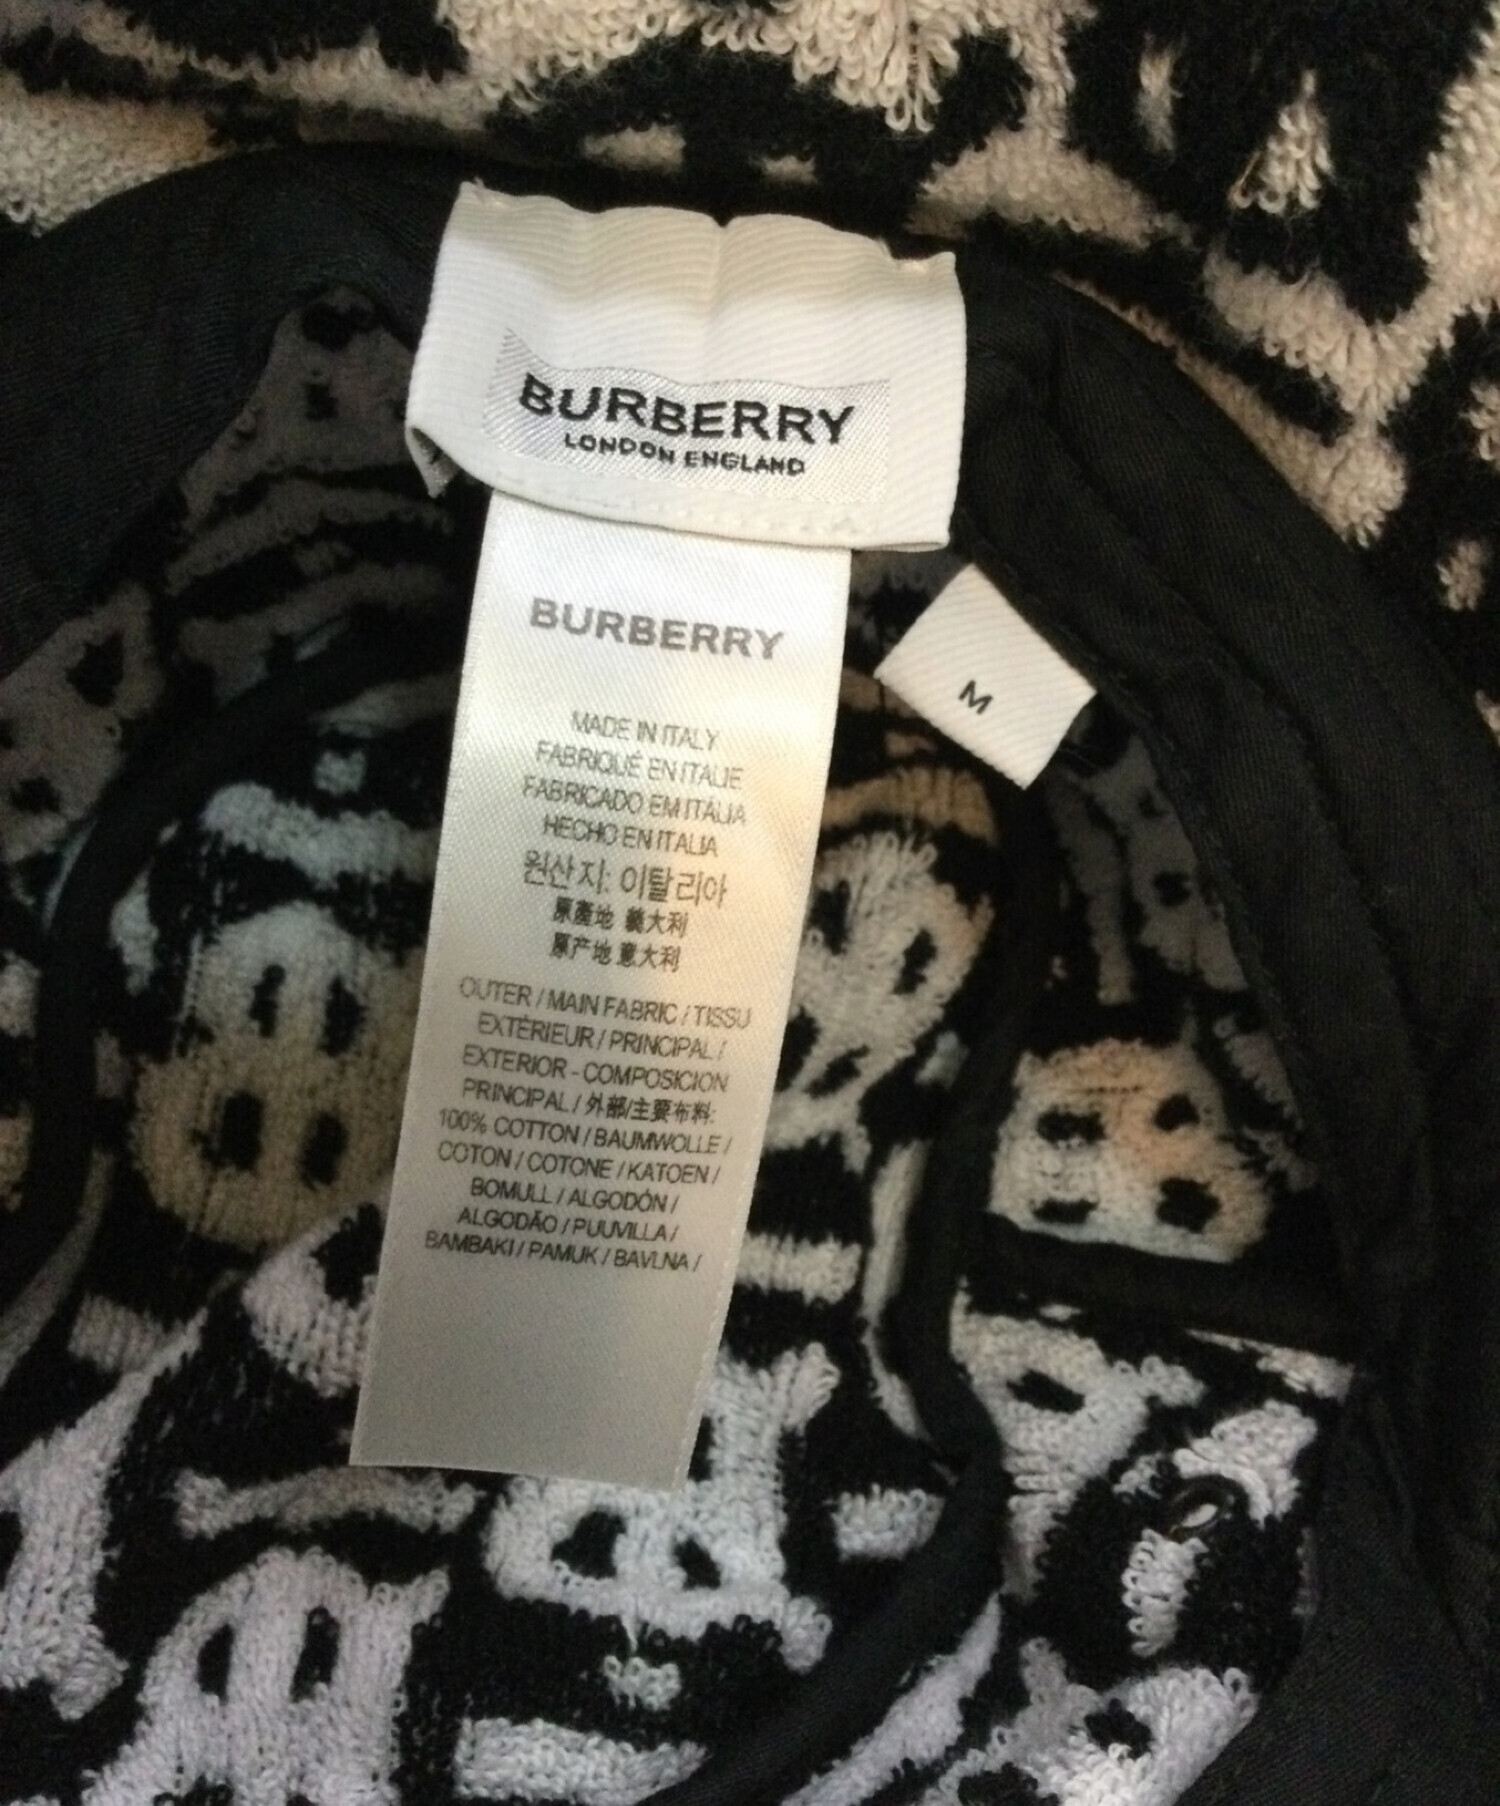 BURBERRY
LONDON ENGLAND
BURBERRY
M
MADE IN ITALY
FABRIQUÉ EN ITALIE
FABRICADO EM ITÁLIA
HECHO EN ITALIA
원산지: 이탈리아
原產地 義大利
原产地 意大利
OUTER / MAIN FABRIC / TISSU
EXTÉRIEUR / PRINCIPAL /
EXTERIOR - COMPOSICION
PRINCIPAL / 外部/主要布料:
100% COTTON / BAUMWOLLE /
COTON / COTONE / KATOEN /
BOMULL / ALGODÓN /
ALGODÃO / PUUVILLA /
BAMBAKI / PAMUK / BAVLNA /